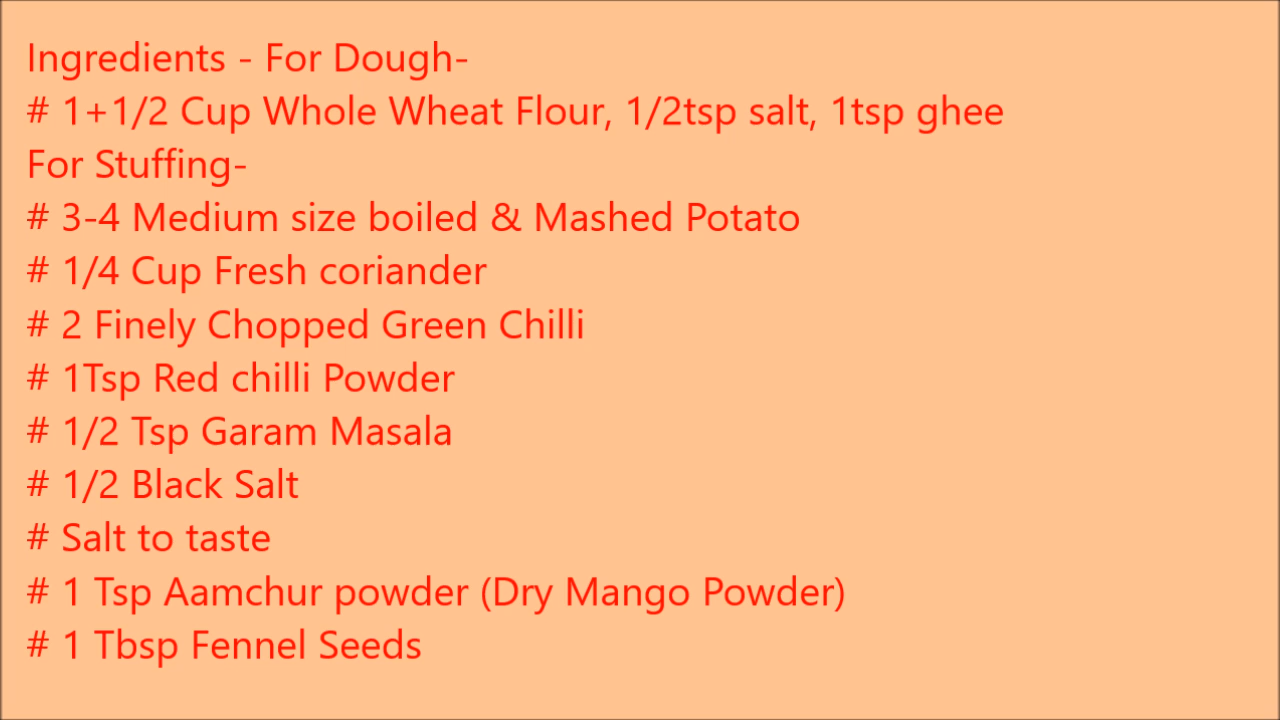 Ingredients - For Dough-
# 1+1/2 Cup Whole Wheat Flour, 1/2tsp salt, 1tsp ghee
For Stuffing-
# 3-4 Medium size boiled & Mashed Potato
# 1/4 Cup Fresh coriander
# 2 Finely Chopped Green Chilli
# 1Tsp Red chilli Powder
# 1/2 Tsp Garam Masala
# 1/2 Black Salt
# Salt to taste
# 1 Tsp Aamchur powder (Dry Mango Powder)
# 1 Tbsp Fennel Seeds